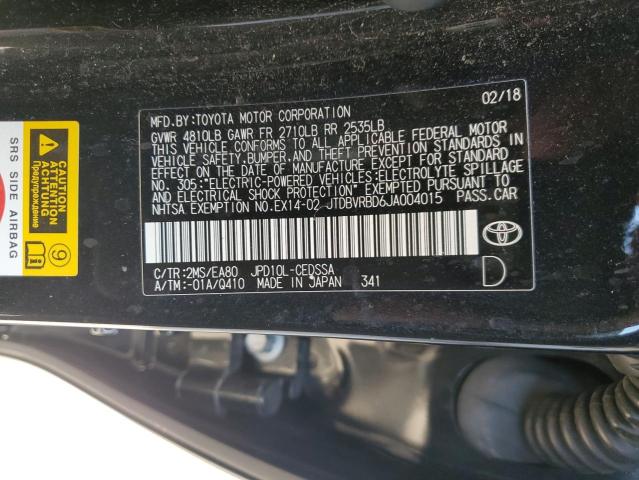 02/18
MFD.BY:TOYOTA MOTOR CORPORATION
GVWR 4810LB GAWR FR 2710LB RR 2535LB
THIS VEHICLE CONFORMS TO ALL APPLICABLE FEDERAL MOTOR
VEHICLE SAFETY,BUMPER,AND THEFT PREVENTION STANDARDS IN
EFFECT ON THE DATE OF MANUFACTURE EXCEPT FOR STANDARD
NO. 305:"ELECTRIC-POWERED VEHICLES:ELECTROLYTE SPILLAGE
AND ELECTRICAL SHOCK PROTECTION" EXEMPTED PURSUANT TO
NHTSA EXEMPTION NO.EX14-02 JTDBVRBD6JA004015 PASS.CAR
C/TR:2MS/EA80 JPD10L-CEDSSA
A/TM:-01A/Q410 MADE IN JAPAN 341
D
SRS SIDE AIRBAG
CAUTION
ATTENTION
Предупреждение
9